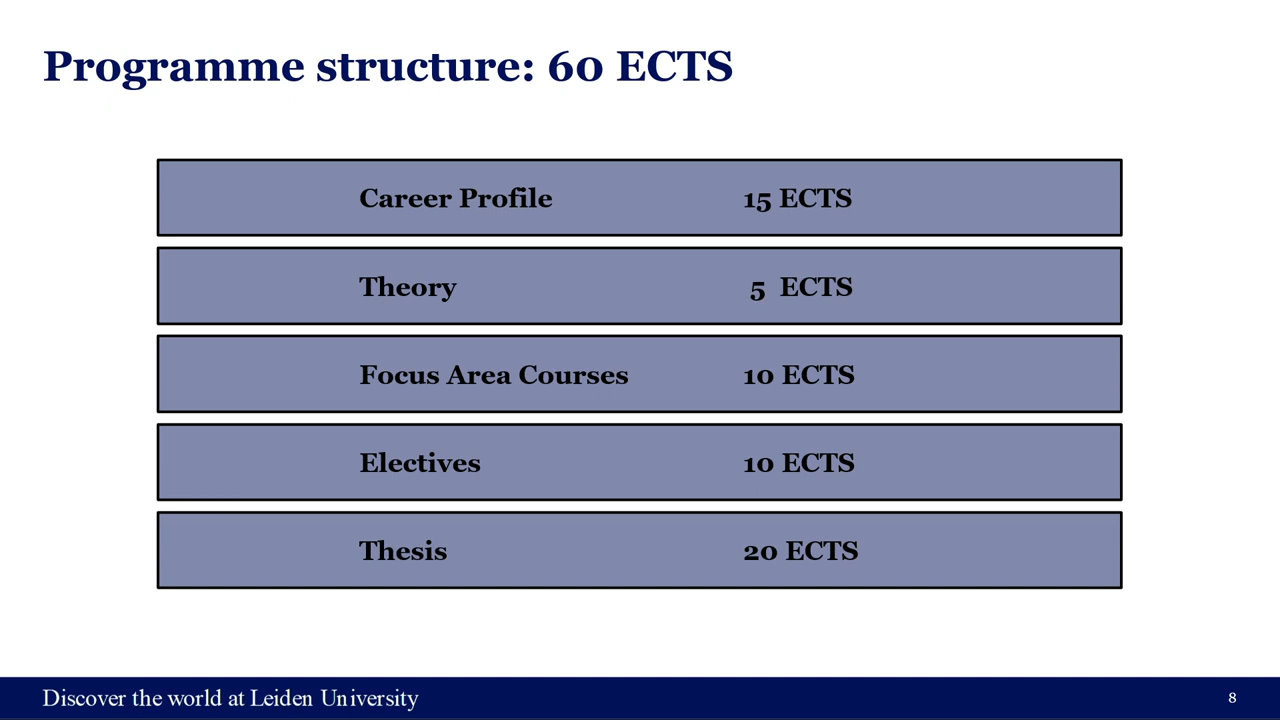 Programme structure: 60 ECTS
Career Profile 15 ECTS
Theory 5 ECTS
Focus Area Courses 10 ECTS
Electives 10 ECTS
Thesis 20 ECTS
Discover the world at Leiden University 8